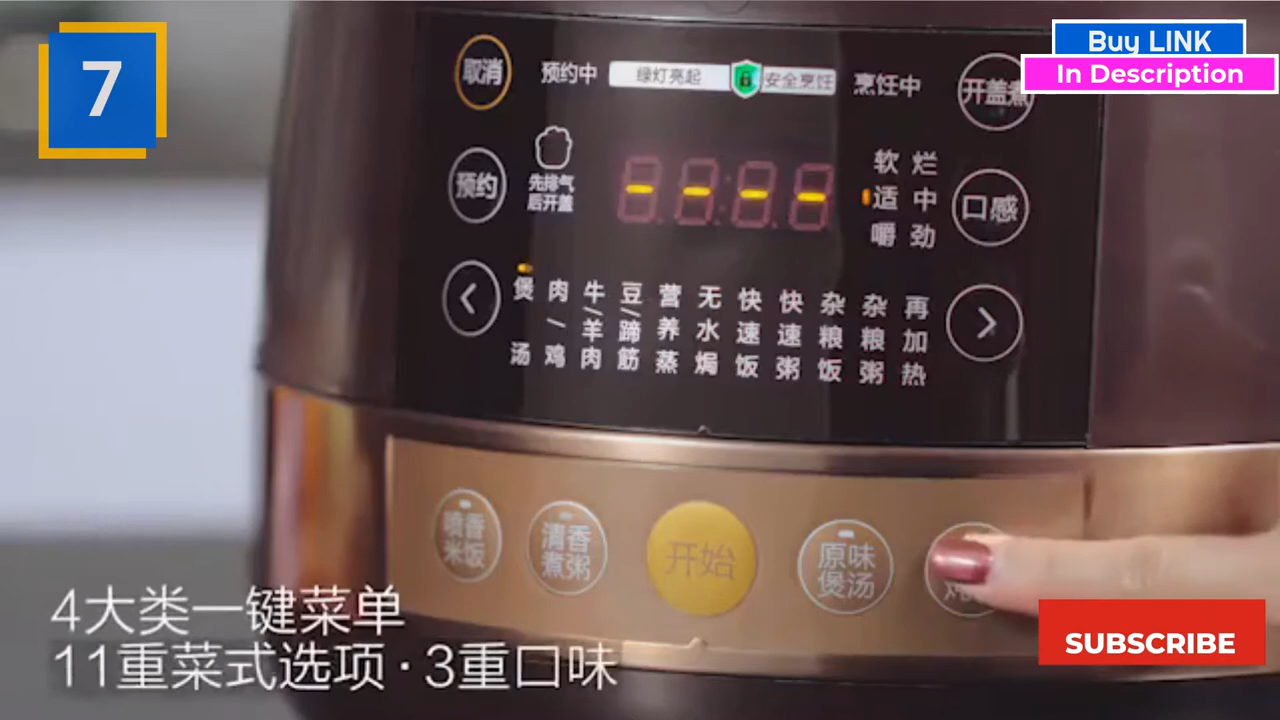 7
Buy LINK
In Description
取消
预约中
绿灯亮起
安全烹饪
烹饪中
开盖煮
预约
先排气
后开盖
软烂
适中
嚼劲
口感
煲汤
肉/鸡
牛/羊肉
豆/蹄筋
营养蒸
无水焗
快速饭
快速粥
杂粮饭
杂粮粥
再加热
喷香
米饭
清香
煮粥
开始
原味
煲汤
4大类一键菜单
11重菜式选项·3重口味
SUBSCRIBE